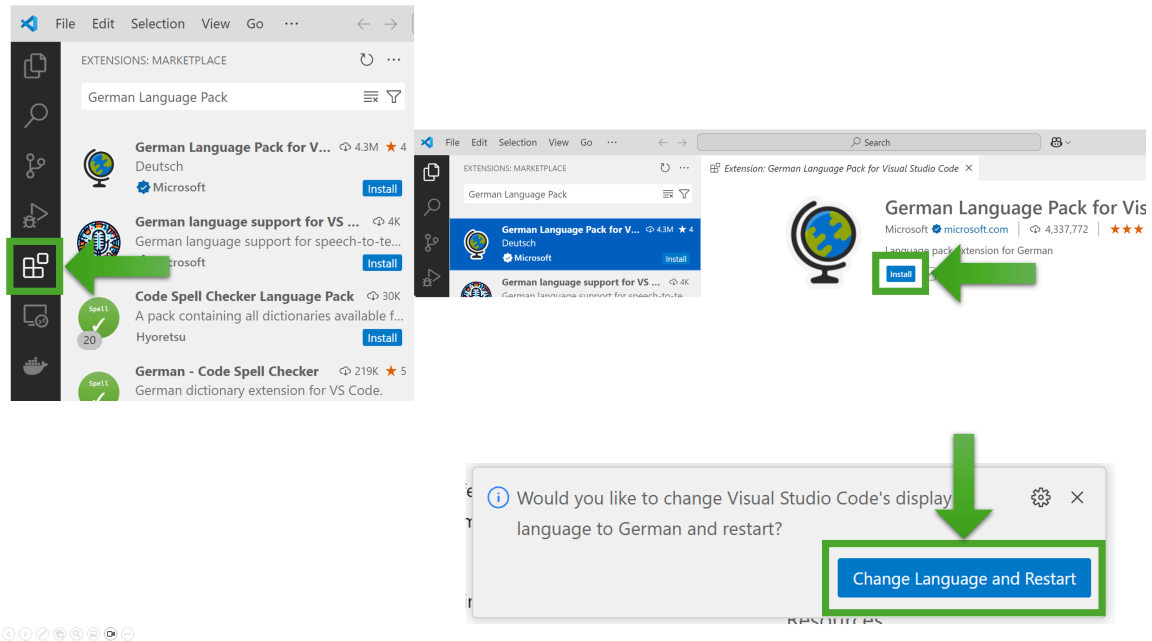 File Edit Selection View Go ···
EXTENSIONS: MARKETPLACE
German Language Pack
German Language Pack for V... 4.3M ★ 4
Deutsch
Microsoft Install
German language support for VS ... 4K
German language support for speech-to-te...
Install
Code Spell Checker Language Pack 30K
Spell
A pack containing all dictionaries available f...
20 Hyoretsu Install
German - Code Spell Checker 219K ★ 5
Spell
German dictionary extension for VS Code.
File Edit Selection View Go ··· Search
EXTENSIONS: MARKETPLACE
Extension: German Language Pack for Visual Studio Code
German Language Pack
German Language Pack for V... 4.3M ★ 4
Deutsch
Microsoft Install
German language support for VS ... 4K
German language support for speech-to-te
German Language Pack for Vis
Microsoft microsoft.com 4,337,772 ★★★
Language pack extension for German
Install
Would you like to change Visual Studio Code's display
language to German and restart?
Change Language and Restart